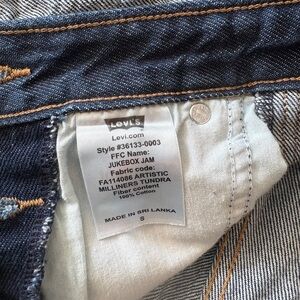 Levi's
Levi.com
Style #36133-0003
FFC Name:
JUKEBOX JAM
Fabric code:
FA114086 ARTISTIC
MILLINERS TUNDRA
Fiber content
100% Cotton
MADE IN SRI LANKA
S